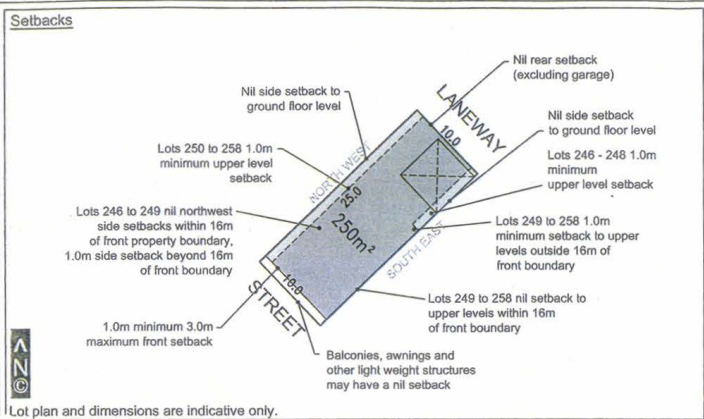 Setbacks
Nil rear setback
(excluding garage)
LANEWAY
10.0
Nil side setback to
ground floor level
Nil side setback
to ground floor level
Lots 250 to 258 1.0m
minimum upper level
setback
NORTH WEST
25.0
250m²
Lots 246 - 248 1.0m
minimum
upper level setback
Lots 246 to 249 nil northwest
side setbacks within 16m
of front property boundary,
1.0m side setback beyond 16m
of front boundary
SOUTH EAST
Lots 249 to 258 1.0m
minimum setback to upper
levels outside 16m of
front boundary
10.0
STREET
Lots 249 to 258 nil setback to
upper levels within 16m
of front boundary
1.0m minimum 3.0m
maximum front setback
Balconies, awnings and
other light weight structures
may have a nil setback
N
©
Lot plan and dimensions are indicative only.